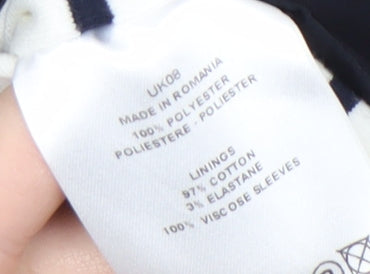 UK08
MADE IN ROMANIA
100% POLYESTER
POLIESTERE - POLIESTER
LININGS
97% COTTON
3% ELASTANE
100% VISCOSE SLEEVES